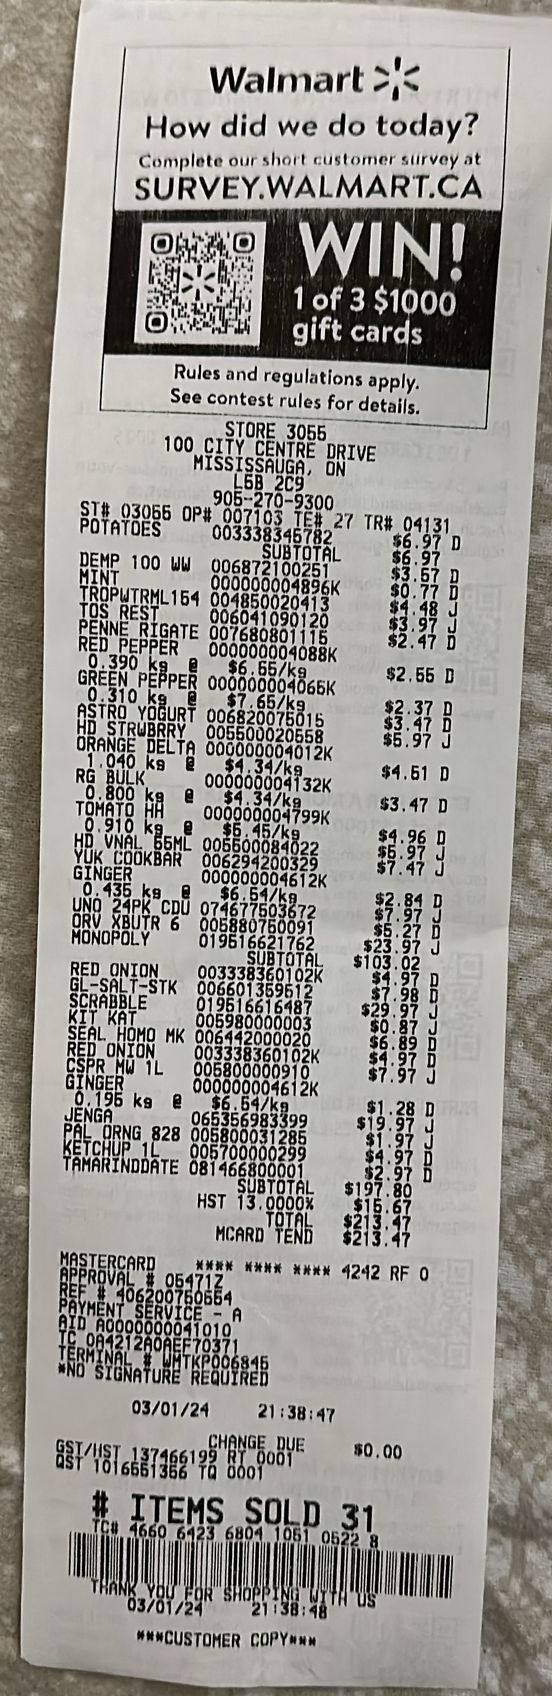 Walmart
How did we do today?
Complete our short customer survey at
SURVEY.WALMART.CA
WIN!
1 of 3 $1000
gift cards
Rules and regulations apply.
See contest rules for details.
STORE 3055
100 CITY CENTRE DRIVE
MISSISSAUGA, ON
L5B 2C9
905-270-9300
ST# 03055 OP# 007103 TE# 27 TR# 04131
POTATOES 003338345782 $6.97 D
SUBTOTAL $6.97
DEMP 100 WW 006872100251 $3.57 D
MINT 000000004896K $0.77 D
TROPWTRML154 004850020413 $4.48 J
TOS REST 006041090120 $3.97 J
PENNE RIGATE 007680801115 $2.47 D
RED PEPPER 000000004088K
0.390 kg @ $6.55/kg $2.55 D
GREEN PEPPER 000000004065K
0.310 kg @ $7.65/kg $2.37 D
ASTRO YOGURT 006820075015 $3.47 D
HD STRWBRRY 005500020558 $5.97 J
ORANGE DELTA 000000004012K
1.040 kg @ $4.34/kg $4.51 D
RG BULK 000000004132K
0.800 kg @ $4.34/kg $3.47 D
TOMATO HH 000000004799K
0.910 kg @ $5.45/kg $4.96 D
HD VNAL 55ML 005500084022 $5.97 J
YUK COOKBAR 006294200329 $7.47 J
GINGER 000000004612K
0.435 kg @ $6.54/kg $2.84 D
UNO 24PK CDU 074677503672 $7.97 J
ORV XBUTR 6 005880750091 $5.27 D
MONOPOLY 019516621762 $23.97 J
SUBTOTAL $103.02
RED ONION 003338360102K $4.97 D
GL-SALT-STK 006601359512 $7.98 D
SCRABBLE 019516616487 $29.97 J
KIT KAT 005980000003 $0.87 J
SEAL HOMO MK 006442000020 $6.89 D
RED ONION 003338360102K $4.97 D
CSPR MW 1L 005800000910 $7.97 J
GINGER 000000004612K
0.195 kg @ $6.54/kg $1.28 D
JENGA 065356983399 $19.97 J
PAL ORNG 828 005800031285 $1.97 J
KETCHUP 1L 005700000299 $4.97 D
TAMARINDDATE 081466800001 $2.97 D
SUBTOTAL $197.80
HST 13.0000% $15.67
TOTAL $213.47
MCARD TEND $213.47
MASTERCARD **** **** **** 4242 RF 0
APPROVAL # 05471Z
REF # 406200750554
PAYMENT SERVICE - A
AID A0000000041010
TC 0A4212A0AEF70371
TERMINAL # WMTKP006845
*NO SIGNATURE REQUIRED
03/01/24 21:38:47
CHANGE DUE $0.00
GST/HST 137466199 RT 0001
QST 1016551356 TQ 0001
# ITEMS SOLD 31
TC# 4660 6423 6804 1051 0522 8
THANK YOU FOR SHOPPING WITH US
03/01/24 21:38:48
***CUSTOMER COPY***